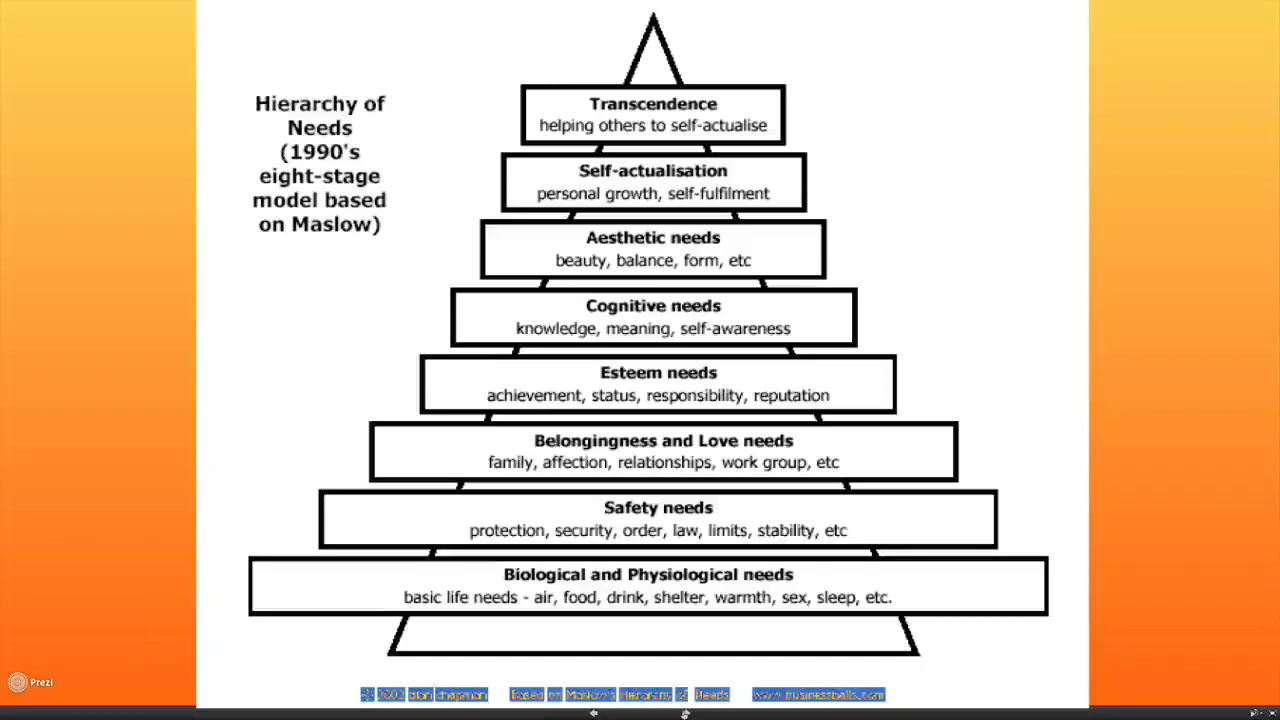 Hierarchy of
Needs
(1990's
eight-stage
model based
on Maslow)
Transcendence
helping others to self-actualise
Self-actualisation
personal growth, self-fulfilment
Aesthetic needs
beauty, balance, form, etc
Cognitive needs
knowledge, meaning, self-awareness
Esteem needs
achievement, status, responsibility, reputation
Belongingness and Love needs
family, affection, relationships, work group, etc
Safety needs
protection, security, order, law, limits, stability, etc
Biological and Physiological needs
basic life needs - air, food, drink, shelter, warmth, sex, sleep, etc.
© 2002 alan chapman Based on Maslow's Hierarchy of Needs www.businessballs.com
Prezi